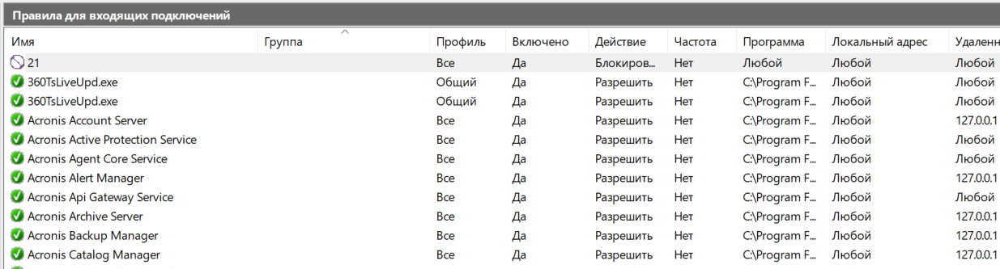 Правила для входящих подключений
Имя Группа Профиль Включено Действие Частота Программа Локальный адрес Удаленн
21 Все Да Блокиров... Нет Любой Любой Любой
360TsLiveUpd.exe Общий Да Разрешить Нет C:\Program F... Любой Любой
360TsLiveUpd.exe Общий Да Разрешить Нет C:\Program F... Любой Любой
Acronis Account Server Все Да Разрешить Нет C:\Program F... Любой 127.0.0.1
Acronis Active Protection Service Все Да Разрешить Нет C:\Program F... Любой Любой
Acronis Agent Core Service Все Да Разрешить Нет C:\Program F... Любой Любой
Acronis Alert Manager Все Да Разрешить Нет C:\Program F... Любой 127.0.0.1
Acronis Api Gateway Service Все Да Разрешить Нет C:\Program F... Любой Любой
Acronis Archive Server Все Да Разрешить Нет C:\Program F... Любой 127.0.0.1
Acronis Backup Manager Все Да Разрешить Нет C:\Program F... Любой 127.0.0.1
Acronis Catalog Manager Все Да Разрешить Нет C:\Program F... Любой 127.0.0.1